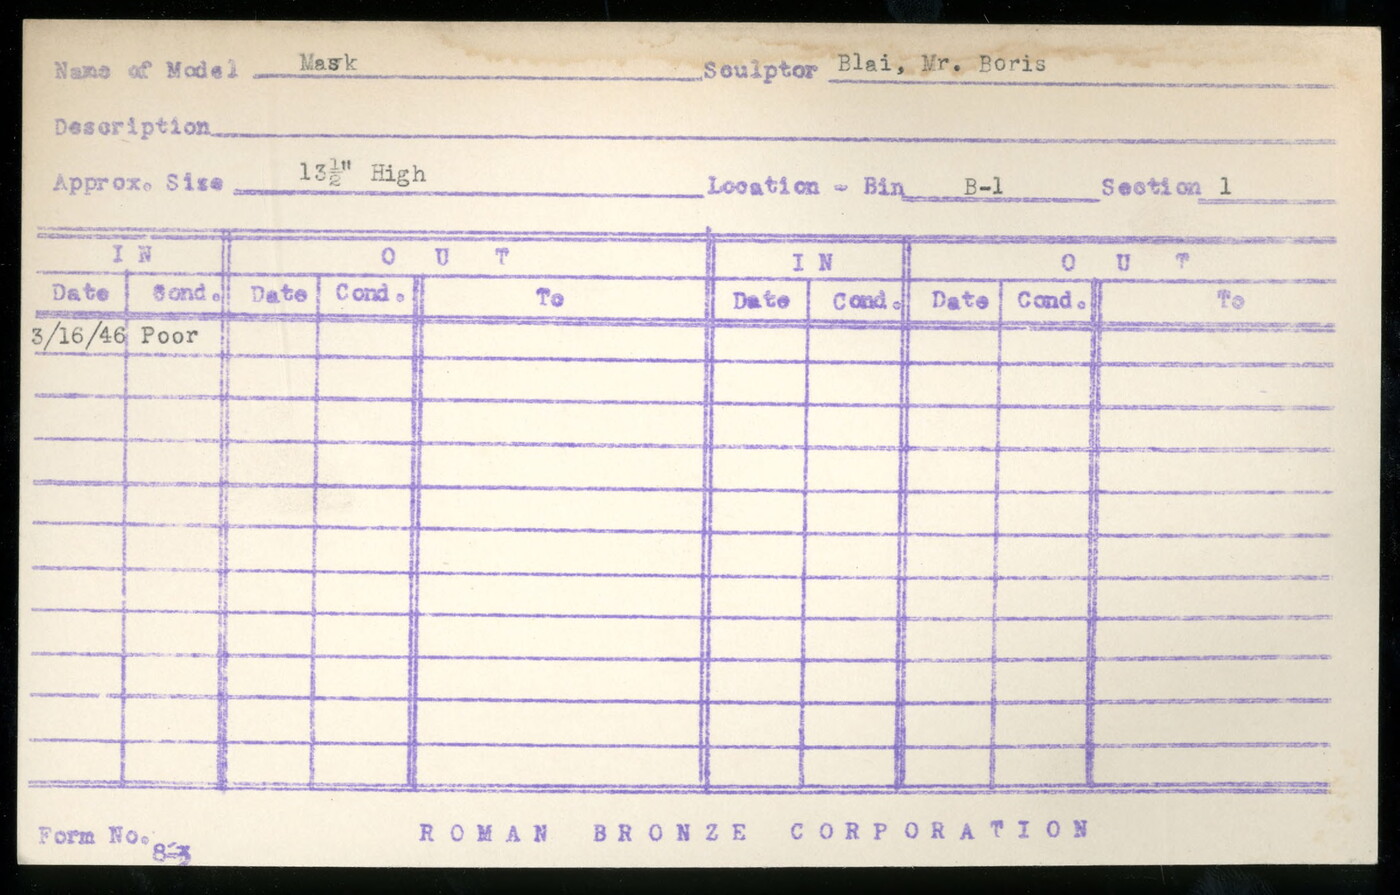 Name of Model Mask Sculptor Blai, Mr. Boris
Description
Approx. Size 13½" High Location - Bin B-1 Section 1
IN OUT IN OUT
Date Cond. Date Cond. To Date Cond. Date Cond. To
3/16/46 Poor
Form No. 8-3 ROMAN BRONZE CORPORATION